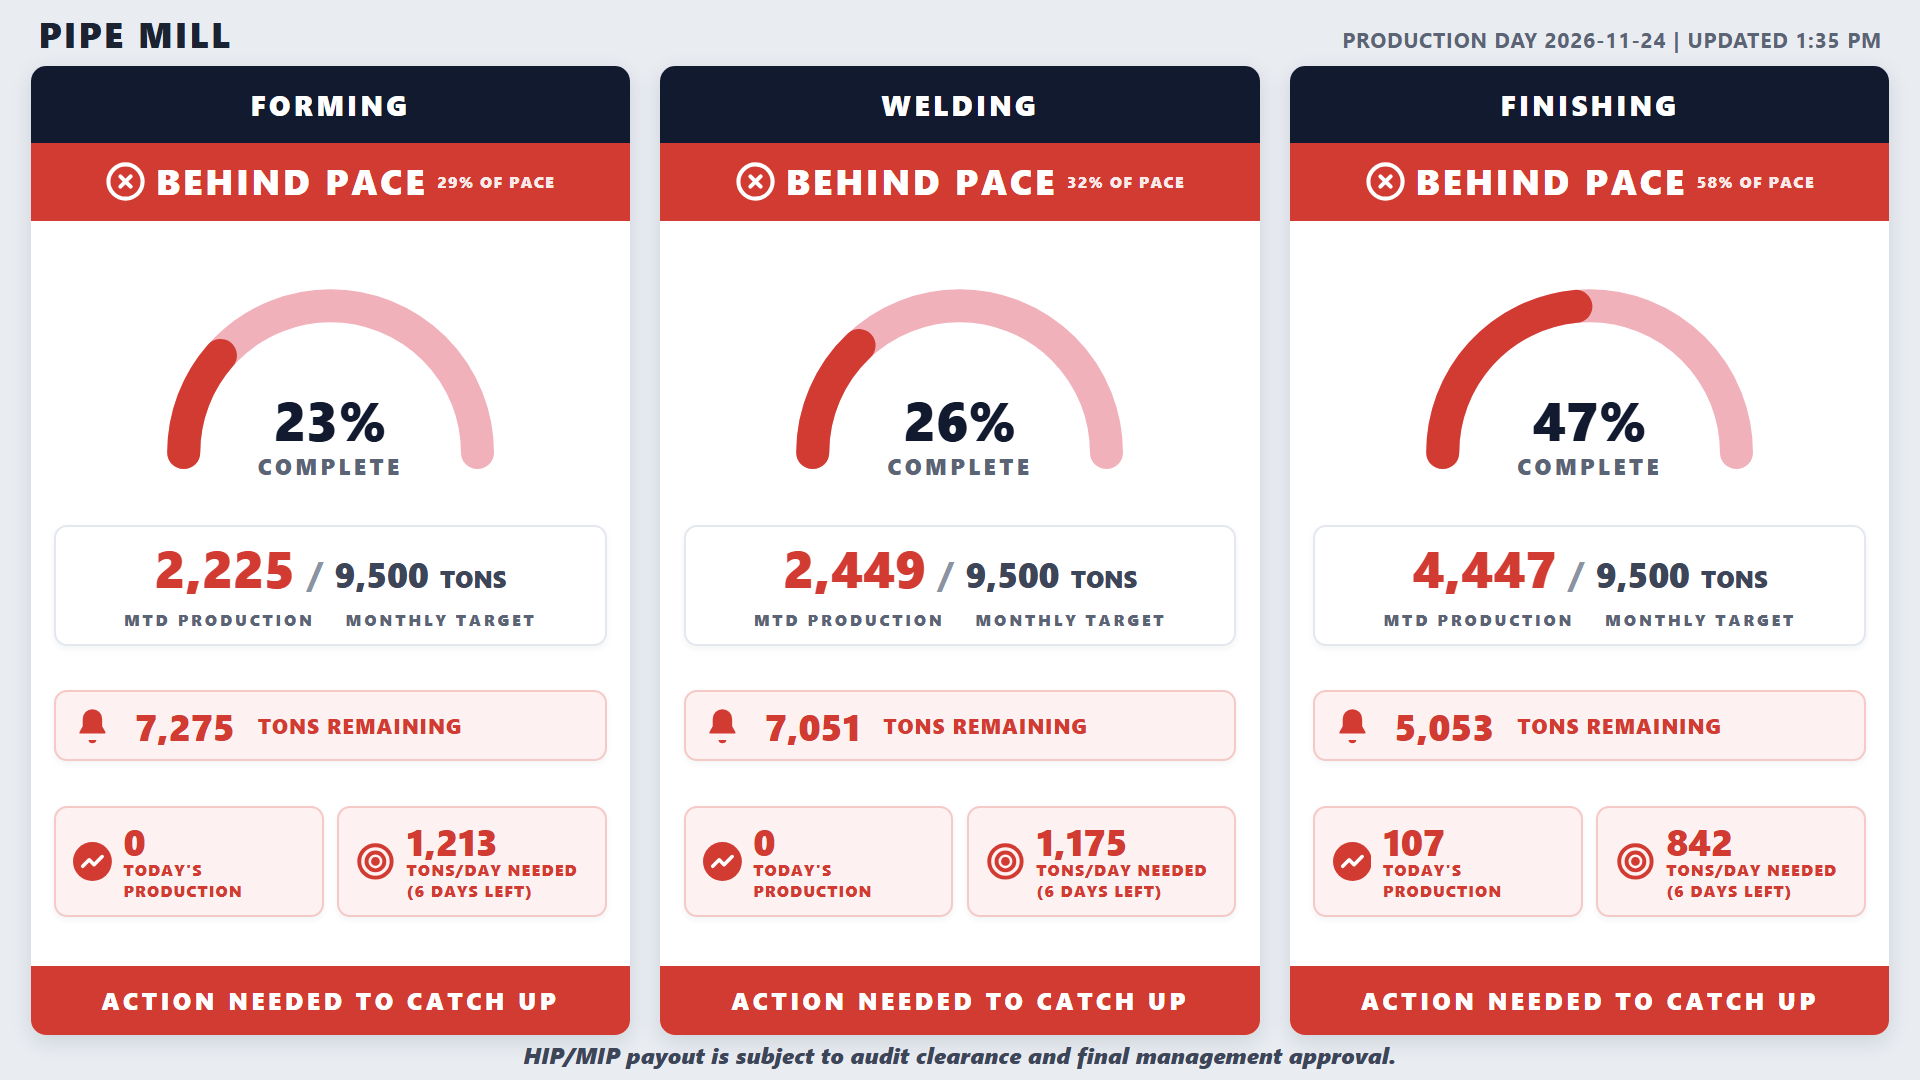 PIPE MILL
PRODUCTION DAY 2026-11-24 | UPDATED 1:35 PM
FORMING
BEHIND PACE 29% OF PACE
23%
COMPLETE
2,225 / 9,500 TONS
MTD PRODUCTION MONTHLY TARGET
7,275 TONS REMAINING
0
TODAY'S
PRODUCTION
1,213
TONS/DAY NEEDED
(6 DAYS LEFT)
ACTION NEEDED TO CATCH UP
WELDING
BEHIND PACE 32% OF PACE
26%
COMPLETE
2,449 / 9,500 TONS
MTD PRODUCTION MONTHLY TARGET
7,051 TONS REMAINING
0
TODAY'S
PRODUCTION
1,175
TONS/DAY NEEDED
(6 DAYS LEFT)
ACTION NEEDED TO CATCH UP
FINISHING
BEHIND PACE 58% OF PACE
47%
COMPLETE
4,447 / 9,500 TONS
MTD PRODUCTION MONTHLY TARGET
5,053 TONS REMAINING
107
TODAY'S
PRODUCTION
842
TONS/DAY NEEDED
(6 DAYS LEFT)
ACTION NEEDED TO CATCH UP
HIP/MIP payout is subject to audit clearance and final management approval.